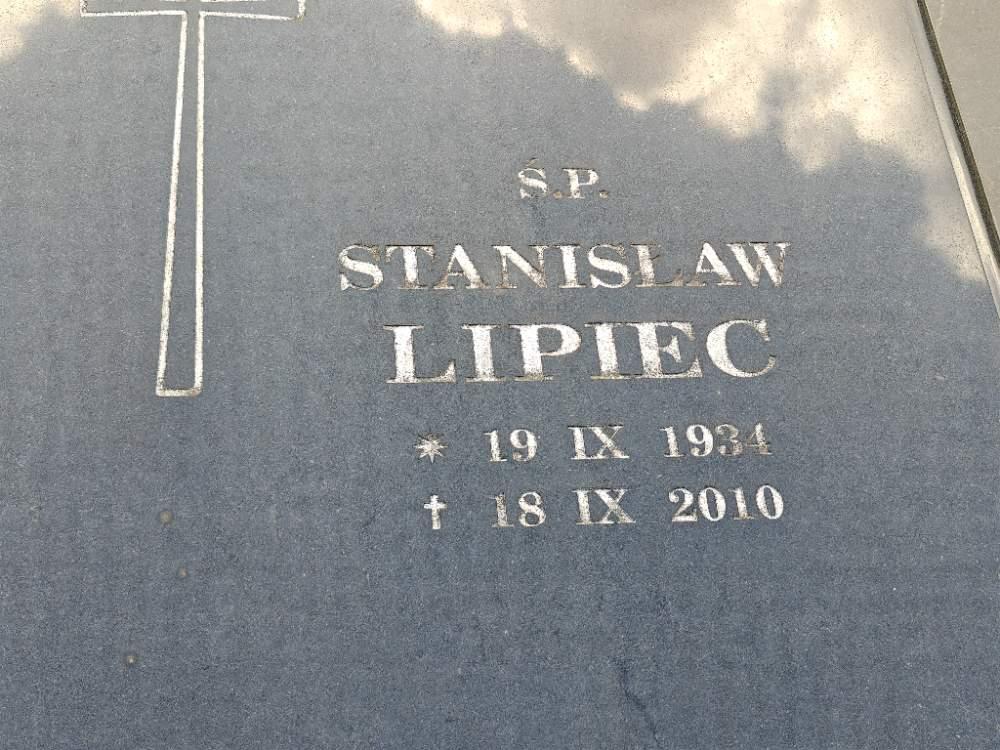 Ś.P.
STANISŁAW
LIPIEC
* 19 IX 1934
† 18 IX 2010